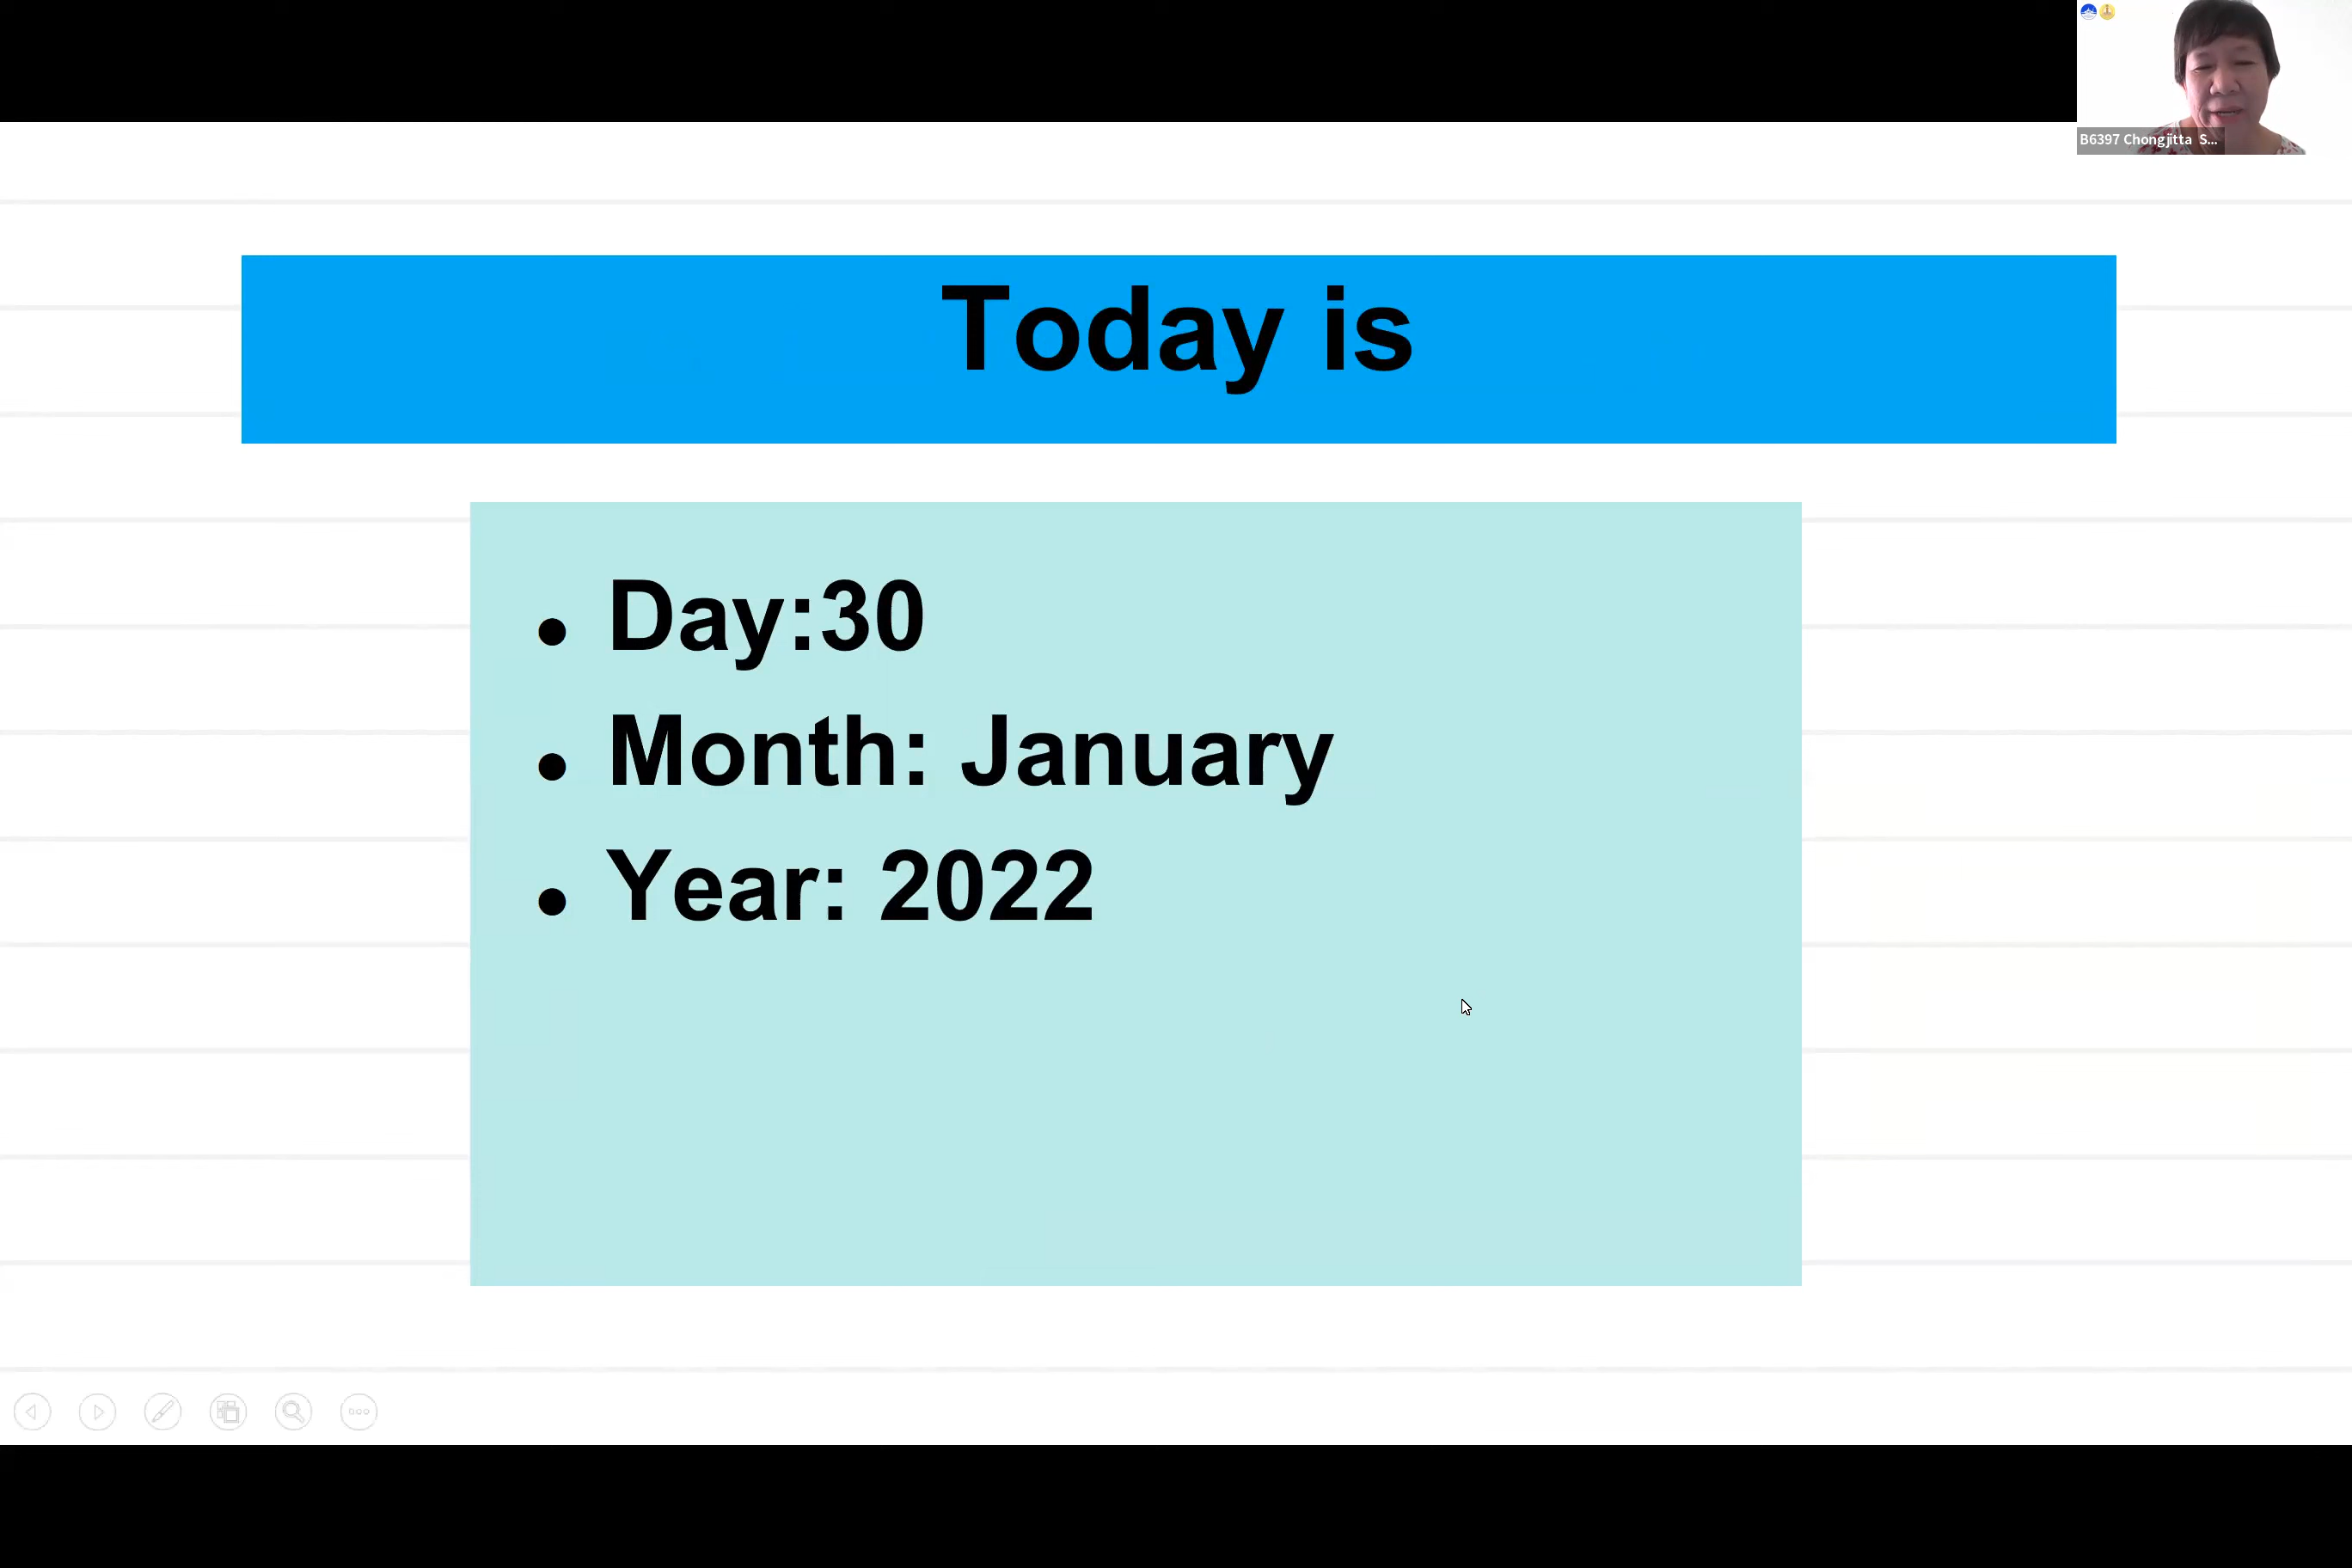 B6397 Chongjitta S...
Today is
• Day:30
• Month: January
• Year: 2022